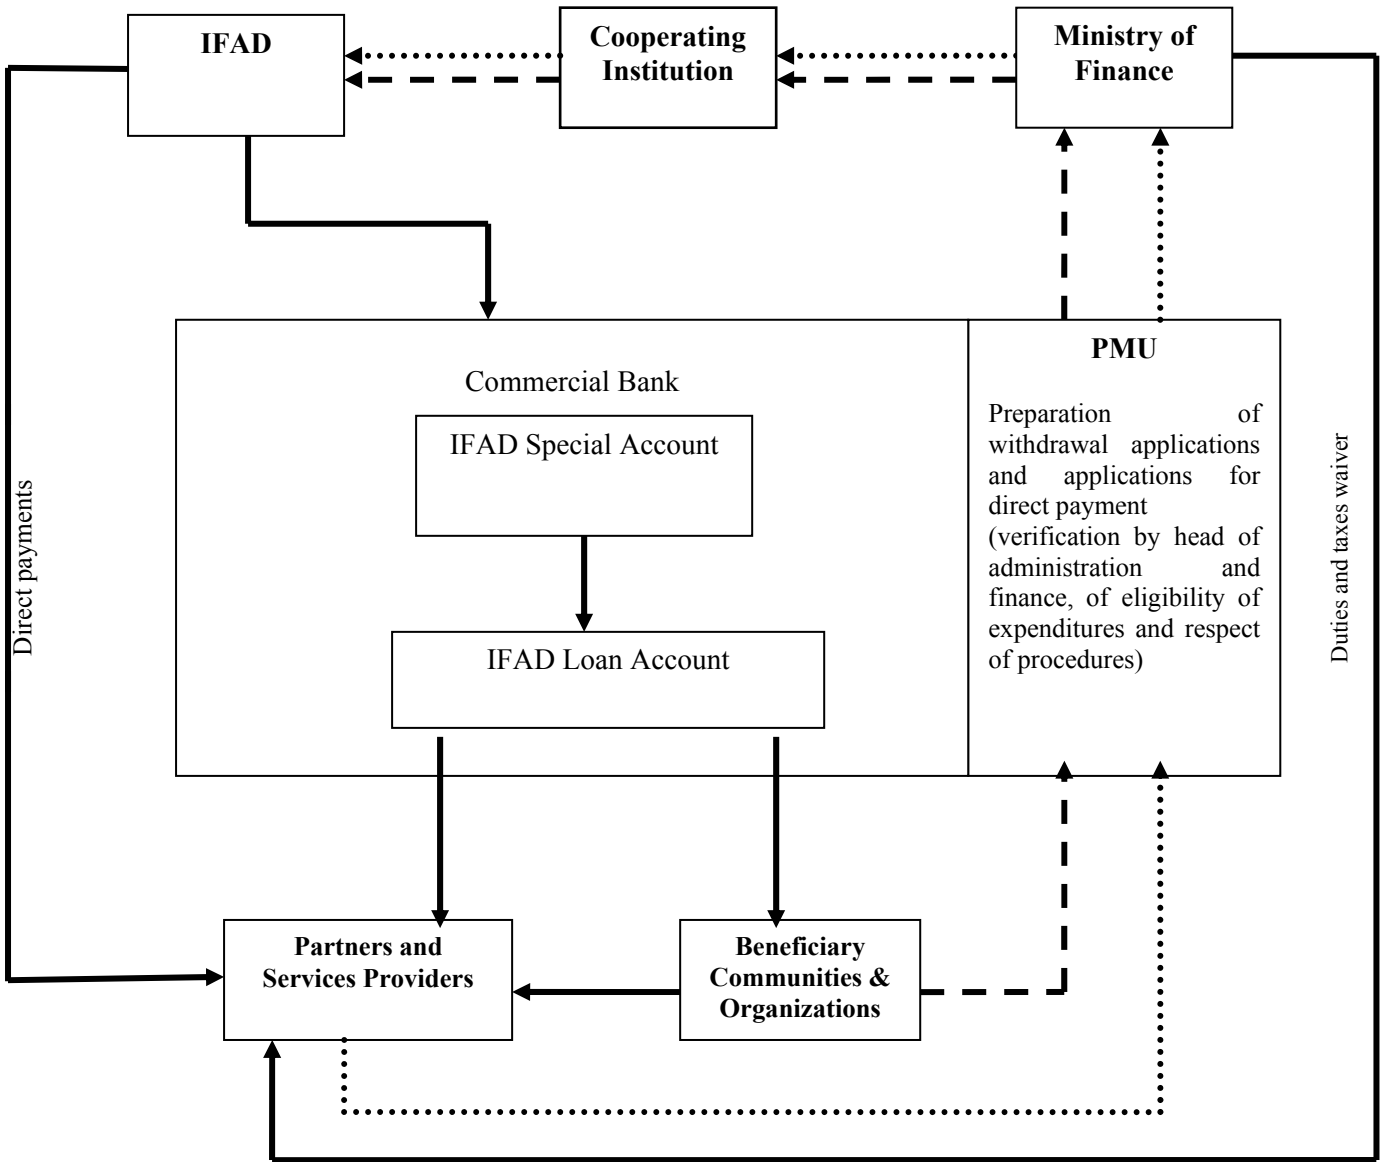 IFAD
Cooperating
Institution
Ministry of
Finance
Commercial Bank
IFAD Special Account
IFAD Loan Account
PMU
Preparation of
withdrawal applications
and applications for
direct payment
(verification by head of
administration and
finance, of eligibility of
expenditures and respect
of procedures)
Direct payments
Duties and taxes waiver
Partners and
Services Providers
Beneficiary
Communities &
Organizations